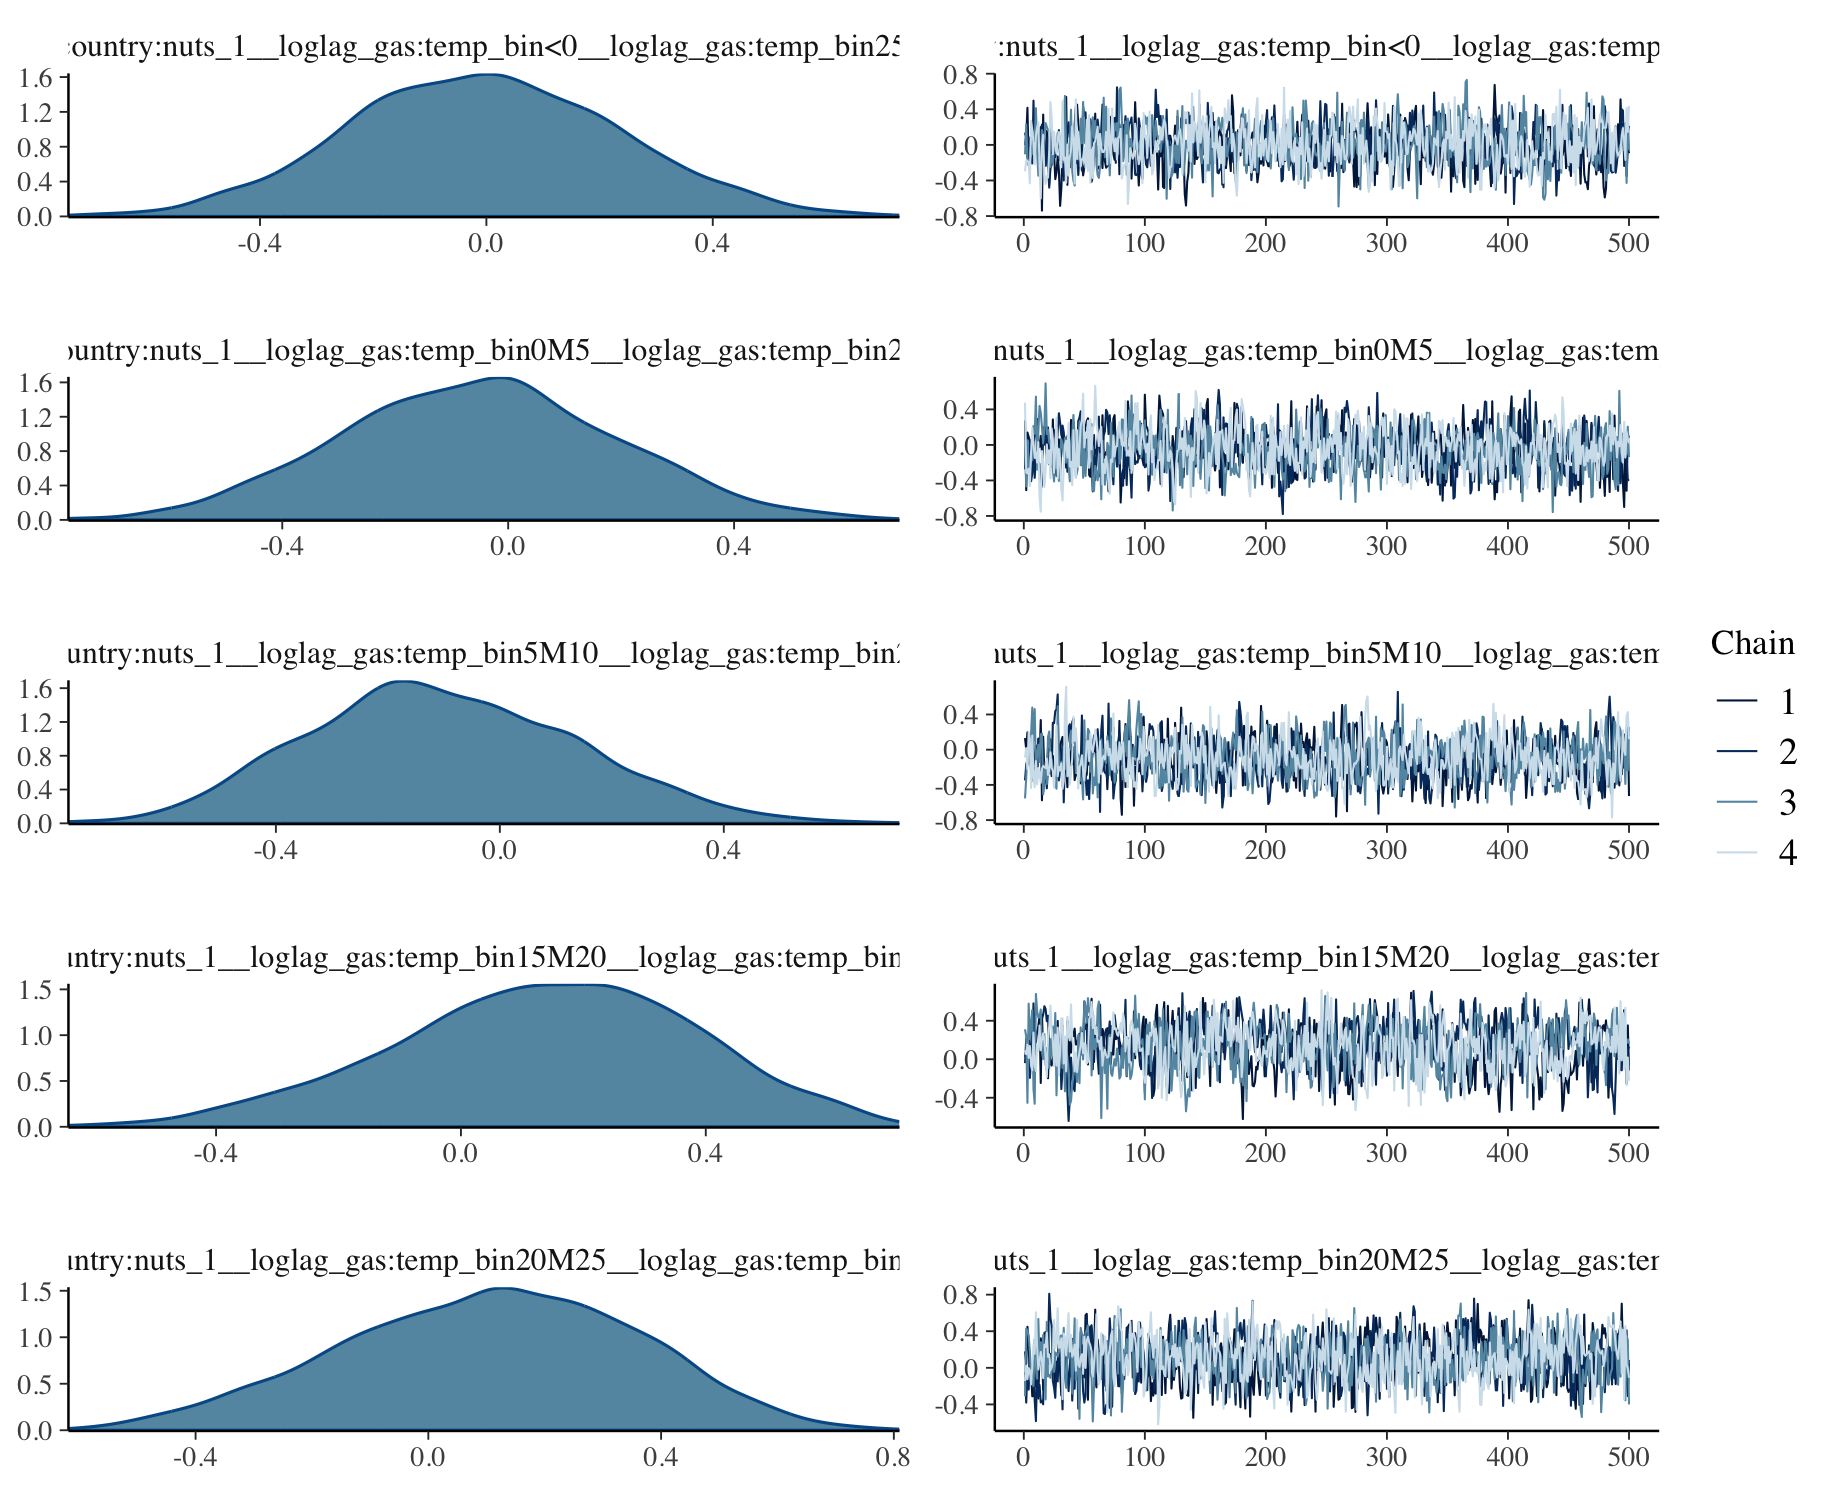 country:nuts_1__loglag_gas:temp_bin<0__loglag_gas:temp_bin25
:nuts_1__loglag_gas:temp_bin<0__loglag_gas:temp
1.6
1.2
0.8
0.4
0.0
-0.4 0.0 0.4
0.8
0.4
0.0
-0.4
-0.8
0 100 200 300 400 500
ountry:nuts_1__loglag_gas:temp_bin0M5__loglag_gas:temp_bin2
nuts_1__loglag_gas:temp_bin0M5__loglag_gas:tem
1.6
1.2
0.8
0.4
0.0
-0.4 0.0 0.4
0.4
0.0
-0.4
-0.8
0 100 200 300 400 500
untry:nuts_1__loglag_gas:temp_bin5M10__loglag_gas:temp_bin
nuts_1__loglag_gas:temp_bin5M10__loglag_gas:tem
1.6
1.2
0.8
0.4
0.0
-0.4 0.0 0.4
0.4
0.0
-0.4
-0.8
0 100 200 300 400 500
untry:nuts_1__loglag_gas:temp_bin15M20__loglag_gas:temp_bin
uts_1__loglag_gas:temp_bin15M20__loglag_gas:ter
1.5
1.0
0.5
0.0
-0.4 0.0 0.4
0.4
0.0
-0.4
0 100 200 300 400 500
untry:nuts_1__loglag_gas:temp_bin20M25__loglag_gas:temp_bin
uts_1__loglag_gas:temp_bin20M25__loglag_gas:ter
1.5
1.0
0.5
0.0
-0.4 0.0 0.4 0.8
0.8
0.4
0.0
-0.4
0 100 200 300 400 500
Chain
1
2
3
4